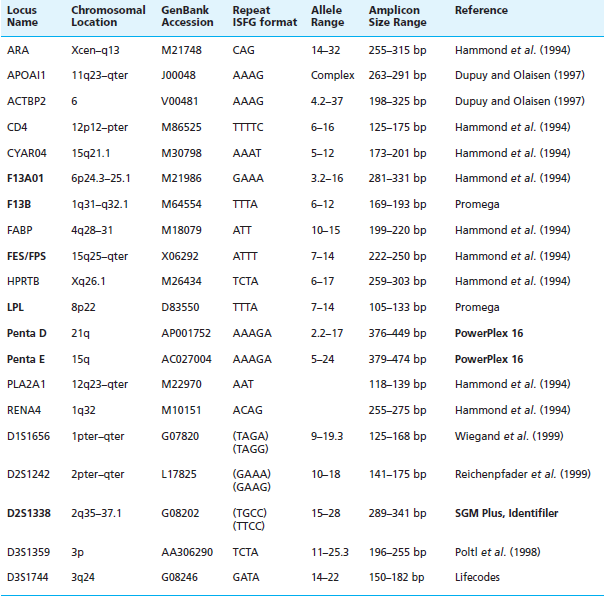 Locus Name Chromosomal Location GenBank Accession Repeat ISFG format Allele Range Amplicon Size Range Reference
ARA Xcen–q13 M21748 CAG 14–32 255–315 bp Hammond et al. (1994)
APOAI1 11q23–qter J00048 AAAG Complex 263–291 bp Dupuy and Olaisen (1997)
ACTBP2 6 V00481 AAAG 4.2–37 198–325 bp Dupuy and Olaisen (1997)
CD4 12p12–pter M86525 TTTTC 6–16 125–175 bp Hammond et al. (1994)
CYAR04 15q21.1 M30798 AAAT 5–12 173–201 bp Hammond et al. (1994)
F13A01 6p24.3–25.1 M21986 GAAA 3.2–16 281–331 bp Hammond et al. (1994)
F13B 1q31–q32.1 M64554 TTTA 6–12 169–193 bp Promega
FABP 4q28–31 M18079 ATT 10–15 199–220 bp Hammond et al. (1994)
FES/FPS 15q25–qter X06292 ATTT 7–14 222–250 bp Hammond et al. (1994)
HPRTB Xq26.1 M26434 TCTA 6–17 259–303 bp Hammond et al. (1994)
LPL 8p22 D83550 TTTA 7–14 105–133 bp Promega
Penta D 21q AP001752 AAAGA 2.2–17 376–449 bp PowerPlex 16
Penta E 15q AC027004 AAAGA 5–24 379–474 bp PowerPlex 16
PLA2A1 12q23–qter M22970 AAT 118–139 bp Hammond et al. (1994)
RENA4 1q32 M10151 ACAG 255–275 bp Hammond et al. (1994)
D1S1656 1pter–qter G07820 (TAGA) 9–19.3 125–168 bp Wiegand et al. (1999)
(TAGG)
D2S1242 2pter–qter L17825 (GAAA) 10–18 141–175 bp Reichenpfader et al. (1999)
(GAAG)
D2S1338 2q35–37.1 G08202 (TGCC) 15–28 289–341 bp SGM Plus, Identifiler
(TTCC)
D3S1359 3p AA306290 TCTA 11–25.3 196–255 bp Poltl et al. (1998)
D3S1744 3q24 G08246 GATA 14–22 150–182 bp Lifecodes